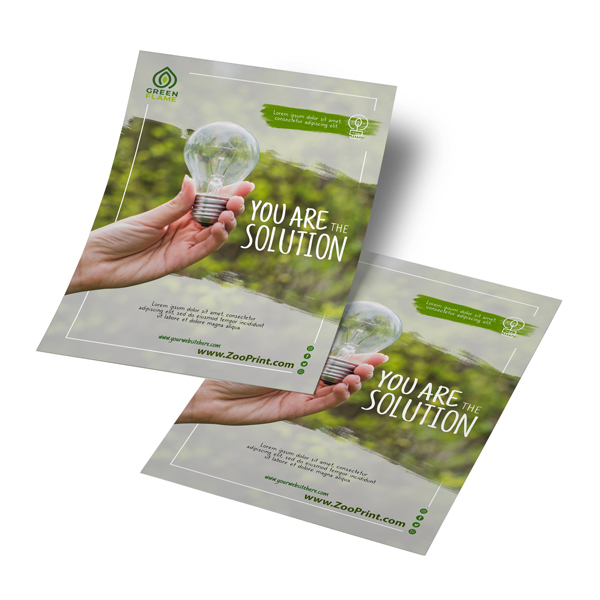 GREEN
FLAME
Lorem ipsum dolor sit amet,
consectetur adipiscing elit
YOU ARE THE
SOLUTION
Lorem ipsum dolor sit amet, consectetur
adipiscing elit, sed do eiusmod tempor incididunt
ut labore et dolore magna aliqua
www.yourwebsitehere.com
www.ZooPrint.com
Lorem ipsum dolor sit amet,
consectetur adipiscing elit
YOU ARE THE
SOLUTION
Lorem ipsum dolor sit amet, consectetur
adipiscing elit, sed do eiusmod tempor incididunt
ut labore et dolore magna aliqua
www.yourwebsitehere.com
www.ZooPrint.com